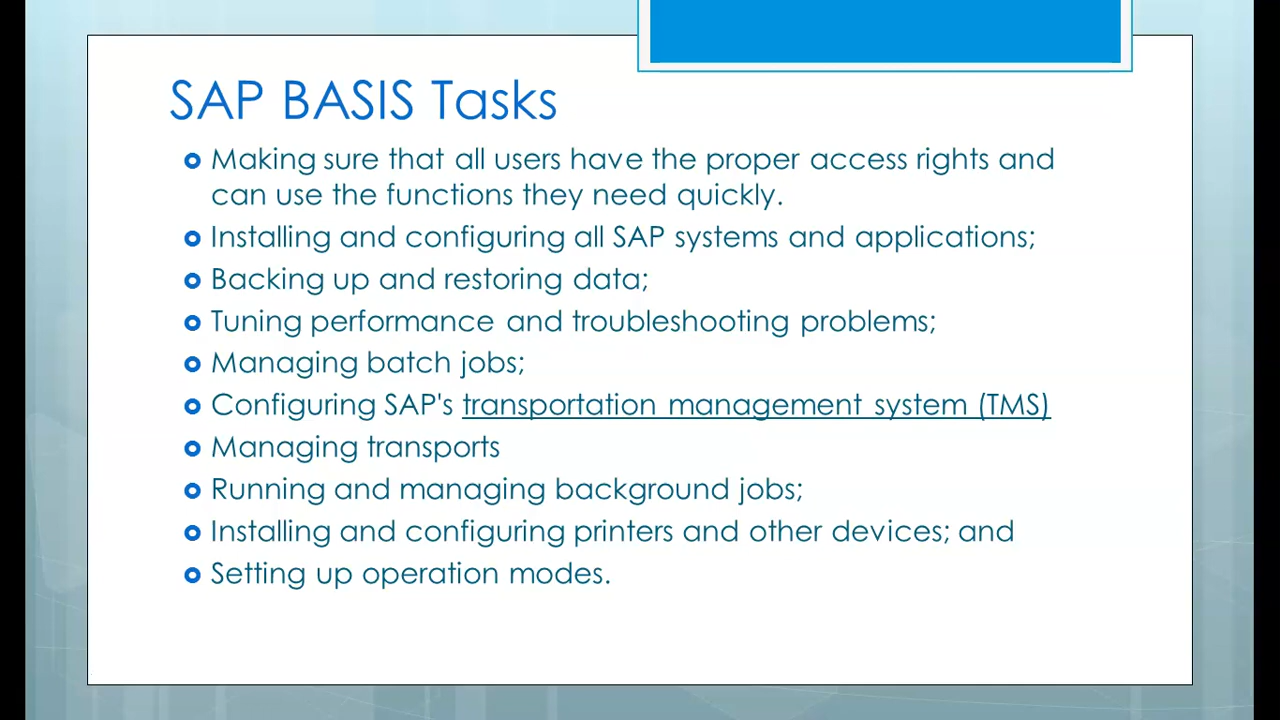 SAP BASIS Tasks
Making sure that all users have the proper access rights and
can use the functions they need quickly.
Installing and configuring all SAP systems and applications;
Backing up and restoring data;
Tuning performance and troubleshooting problems;
Managing batch jobs;
Configuring SAP's transportation management system (TMS)
Managing transports
Running and managing background jobs;
Installing and configuring printers and other devices; and
Setting up operation modes.